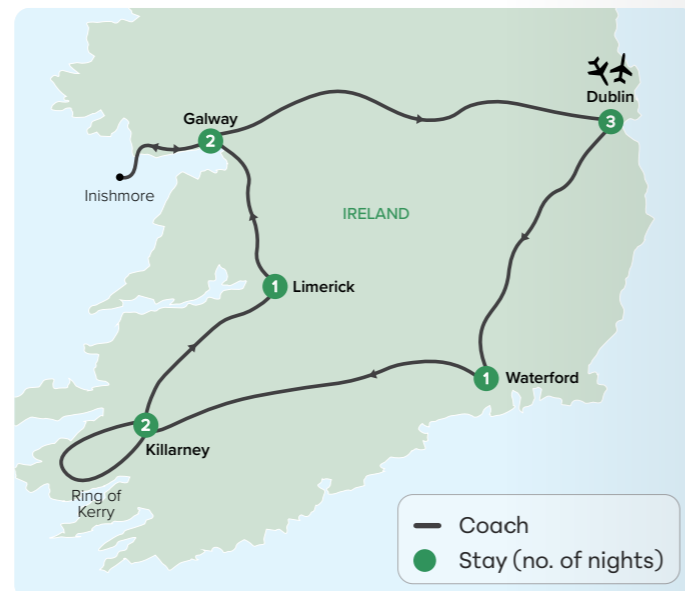 Dublin
3
Galway
2
Inishmore
IRELAND
1 Limerick
1 Waterford
2
Killarney
Ring of
Kerry
Coach
Stay (no. of nights)